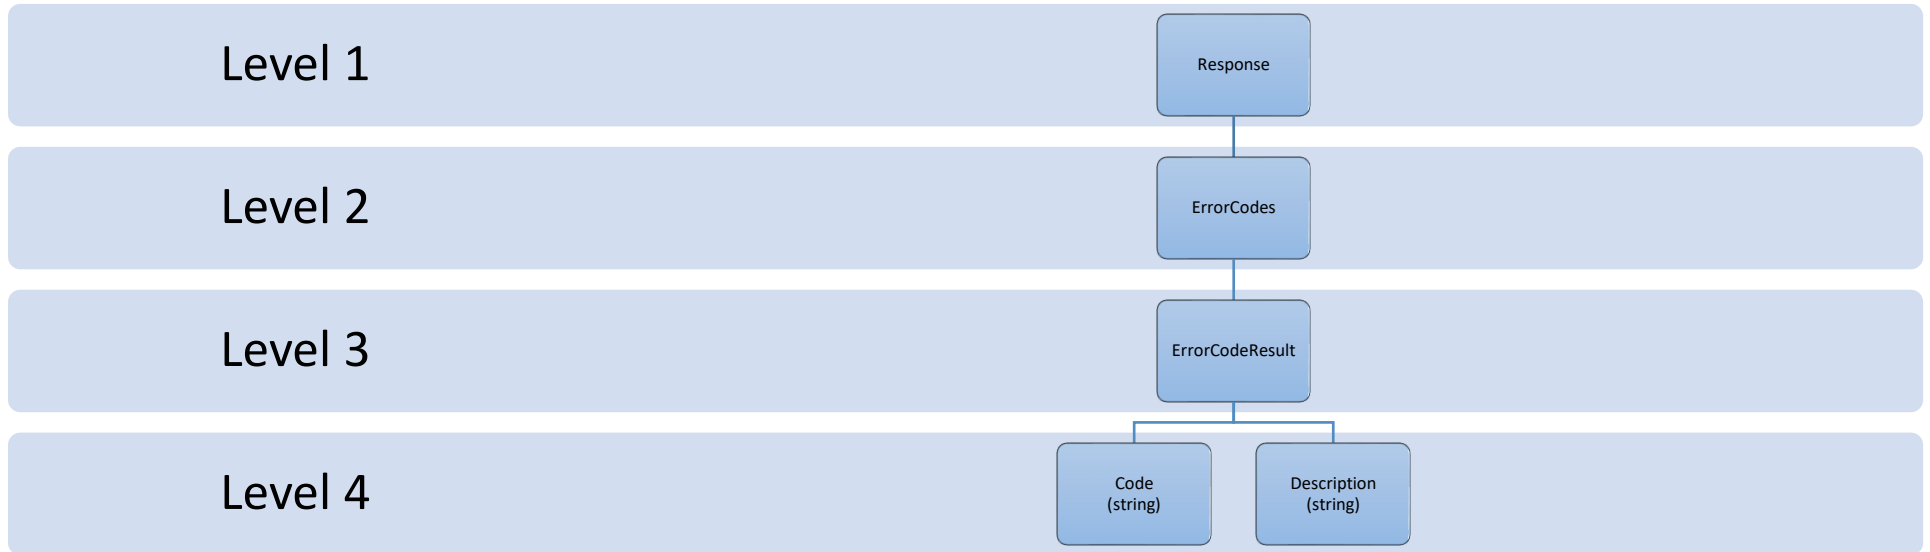 Level 1
Response
Level 2
ErrorCodes
Level 3
ErrorCodeResult
Level 4
Code
(string)
Description
(string)